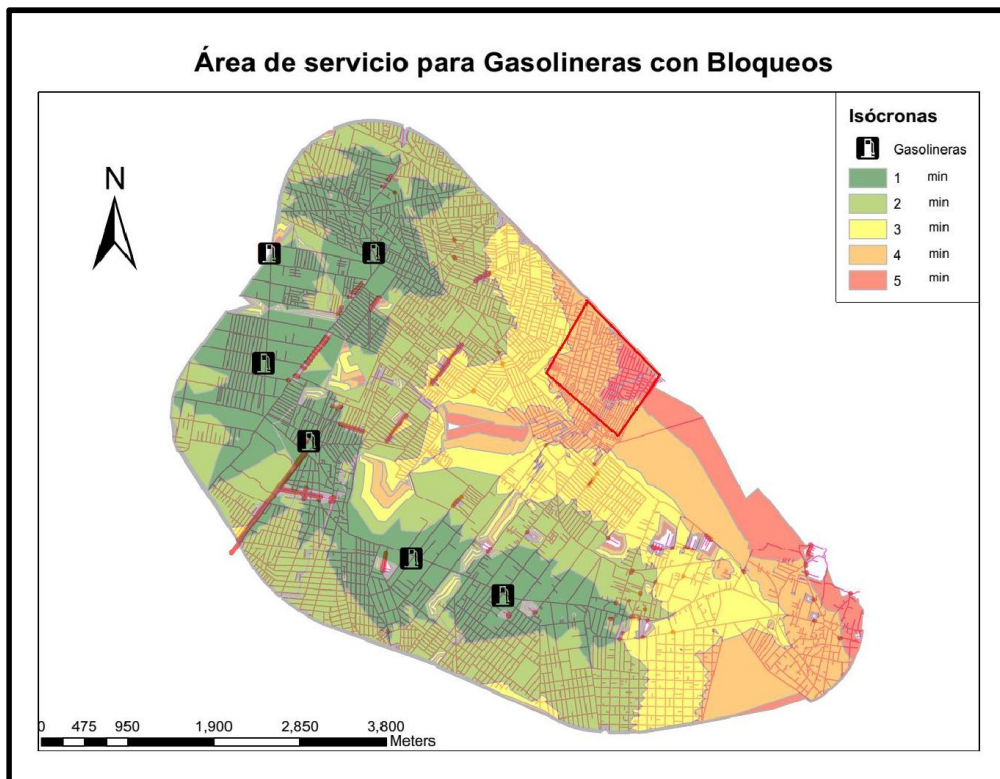 Área de servicio para Gasolineras con Bloqueos
Isócronas
Gasolineras
1 min
2 min
3 min
4 min
5 min
N
0 475 950 1,900 2,850 3,800
Meters